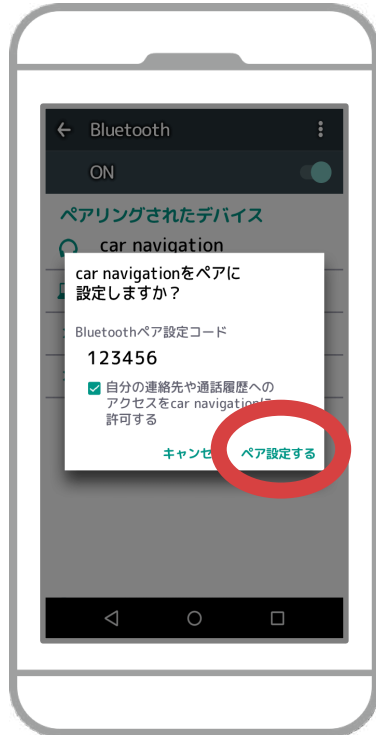 Bluetooth
ON
ペアリングされたデバイス
car navigation
car navigationをペアに
設定しますか？
Bluetoothペア設定コード
123456
自分の連絡先や通話履歴への
アクセスをcar navigationに
許可する
キャンセ
ペア設定する